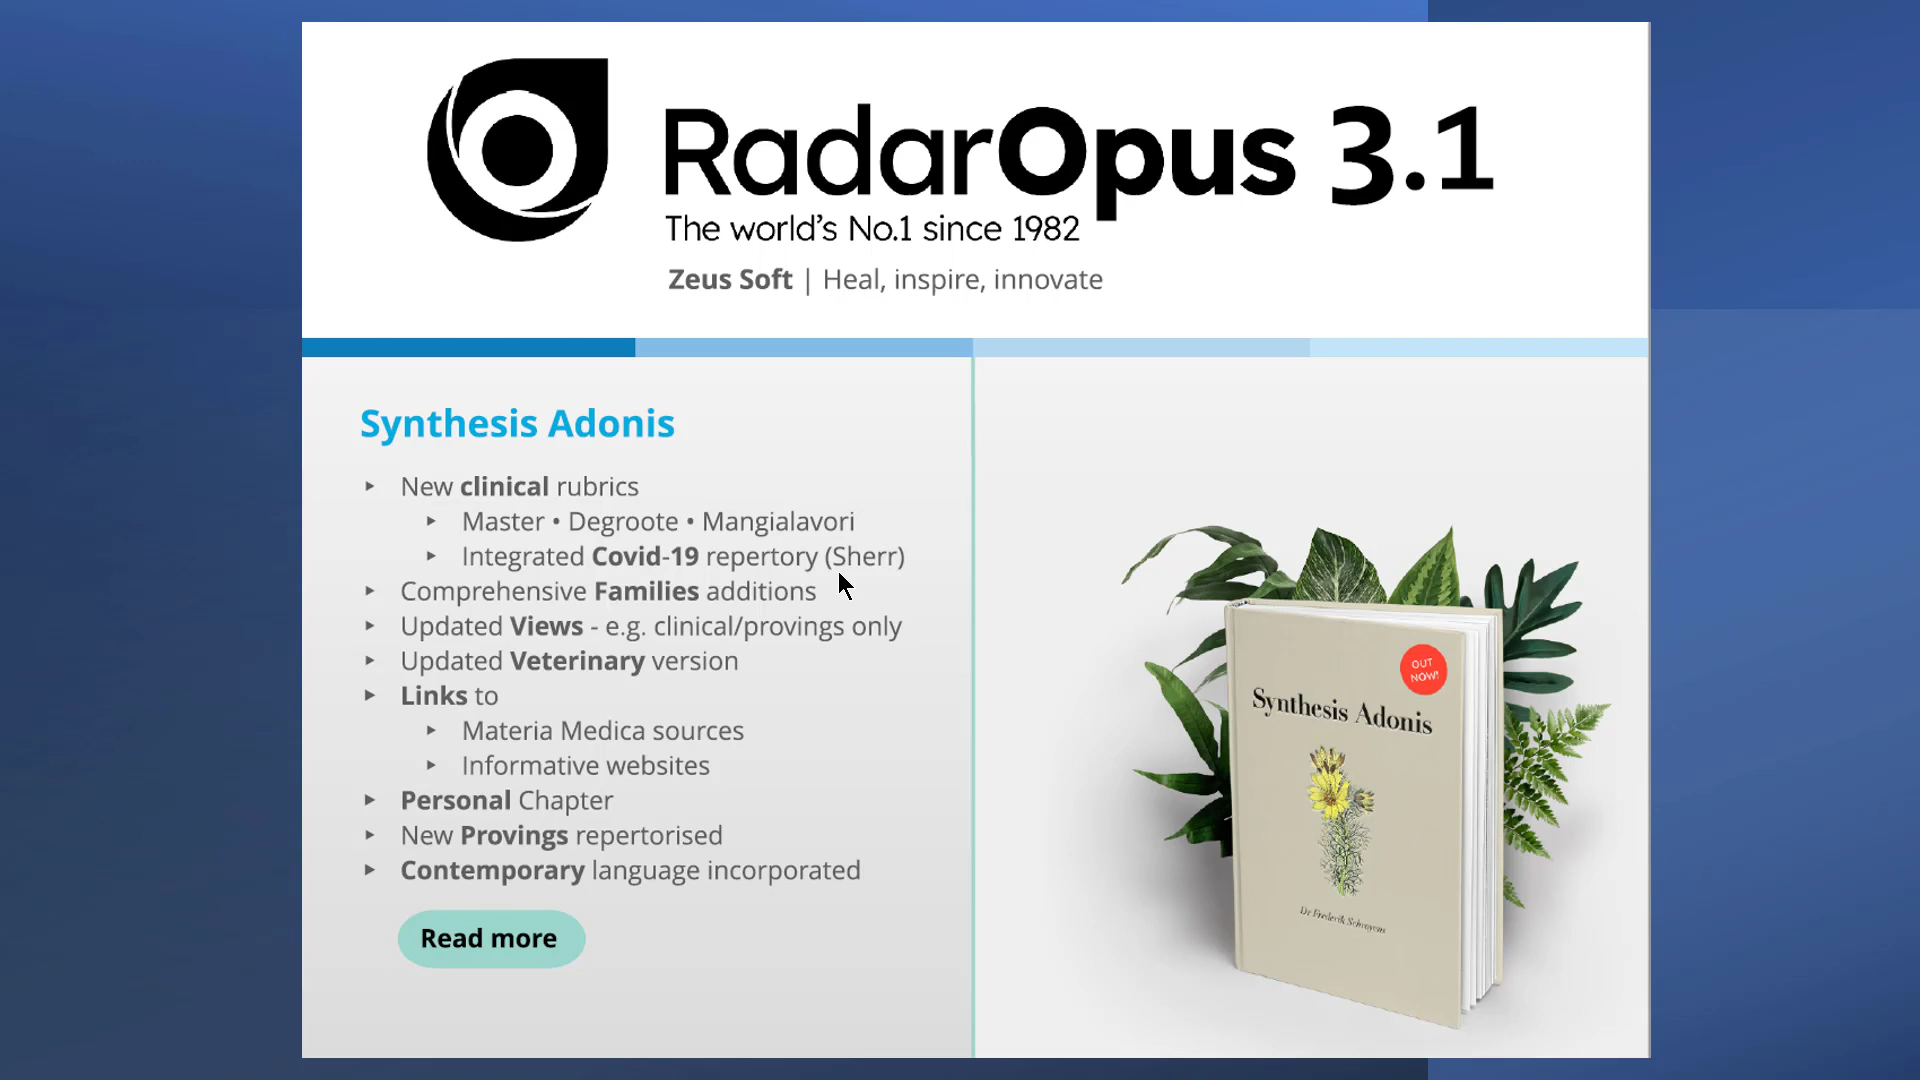 RadarOpus 3.1
The world's No.1 since 1982
Zeus Soft | Heal, inspire, innovate
Synthesis Adonis
‣ New clinical rubrics
‣ Master • Degroote • Mangialavori
‣ Integrated Covid-19 repertory (Sherr)
‣ Comprehensive Families additions
‣ Updated Views - e.g. clinical/provings only
‣ Updated Veterinary version
‣ Links to
‣ Materia Medica sources
‣ Informative websites
‣ Personal Chapter
‣ New Provings repertorised
‣ Contemporary language incorporated
Read more
OUT
NOW!
Synthesis Adonis
Dr Frederik Schroyens